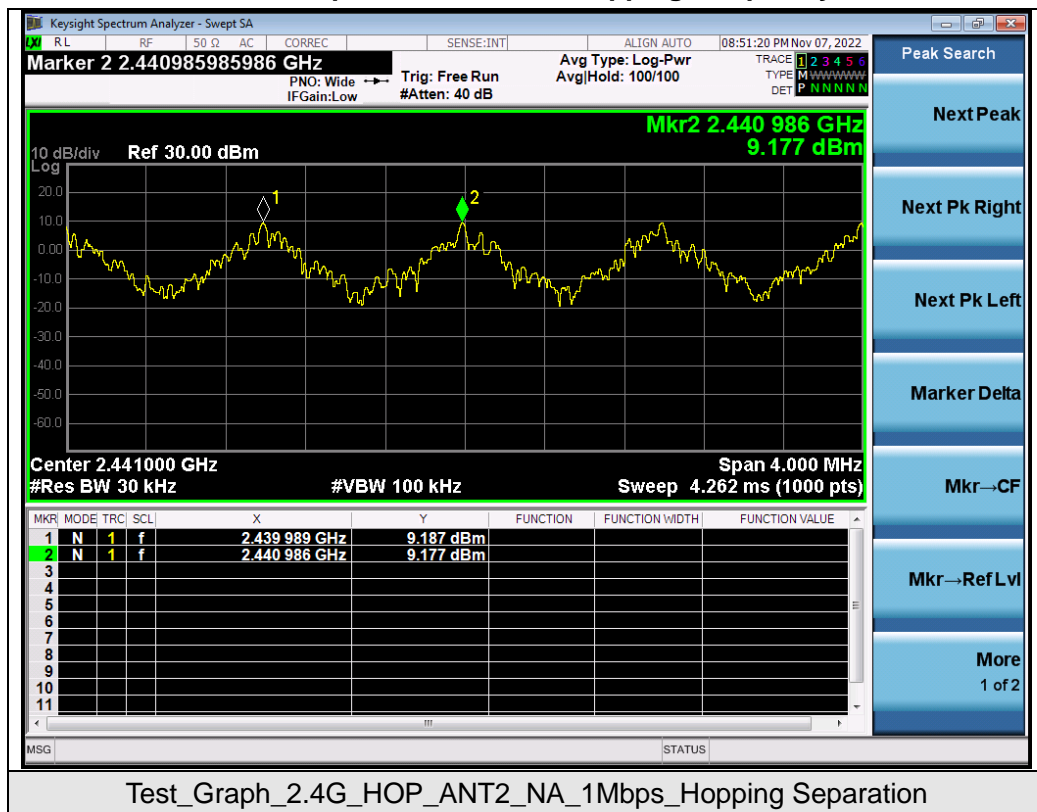 Keysight Spectrum Analyzer - Swept SA
LXI RL RF 50 Ω AC CORREC SENSE:INT ALIGN AUTO 08:51:20 PM Nov 07, 2022
Marker 2 2.440985985986 GHz
PNO: Wide
IFGain:Low
Trig: Free Run
#Atten: 40 dB
Avg Type: Log-Pwr
Avg|Hold: 100/100
TRACE 1 2 3 4 5 6
TYPE M WWWWW
DET P N N N N N
Mkr2 2.440 986 GHz
9.177 dBm
10 dB/div Ref 30.00 dBm
Log
1
2
20.0
10.0
0.00
-10.0
-20.0
-30.0
-40.0
-50.0
-60.0
Center 2.441000 GHz Span 4.000 MHz
#Res BW 30 kHz #VBW 100 kHz Sweep 4.262 ms (1000 pts)
MKR MODE TRC SCL X Y FUNCTION FUNCTION WIDTH FUNCTION VALUE
1 N 1 f 2.439 989 GHz 9.187 dBm
2 N 1 f 2.440 986 GHz 9.177 dBm
3
4
5
6
7
8
9
10
11
MSG STATUS
Peak Search
Next Peak
Next Pk Right
Next Pk Left
Marker Delta
Mkr→CF
Mkr→Ref Lvl
More
1 of 2
Test_Graph_2.4G_HOP_ANT2_NA_1Mbps_Hopping Separation